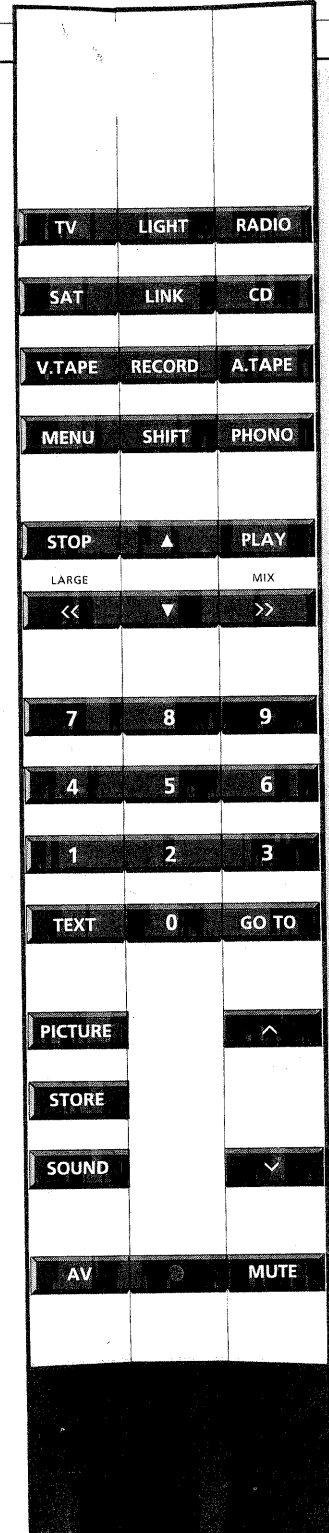 TV LIGHT RADIO
SAT LINK CD
V.TAPE RECORD A.TAPE
MENU SHIFT PHONO
STOP ▲ PLAY
LARGE MIX
<< ▼ >>
7 8 9
4 5 6
1 2 3
TEXT 0 GO TO
PICTURE ^
STORE
SOUND ⌄
AV MUTE